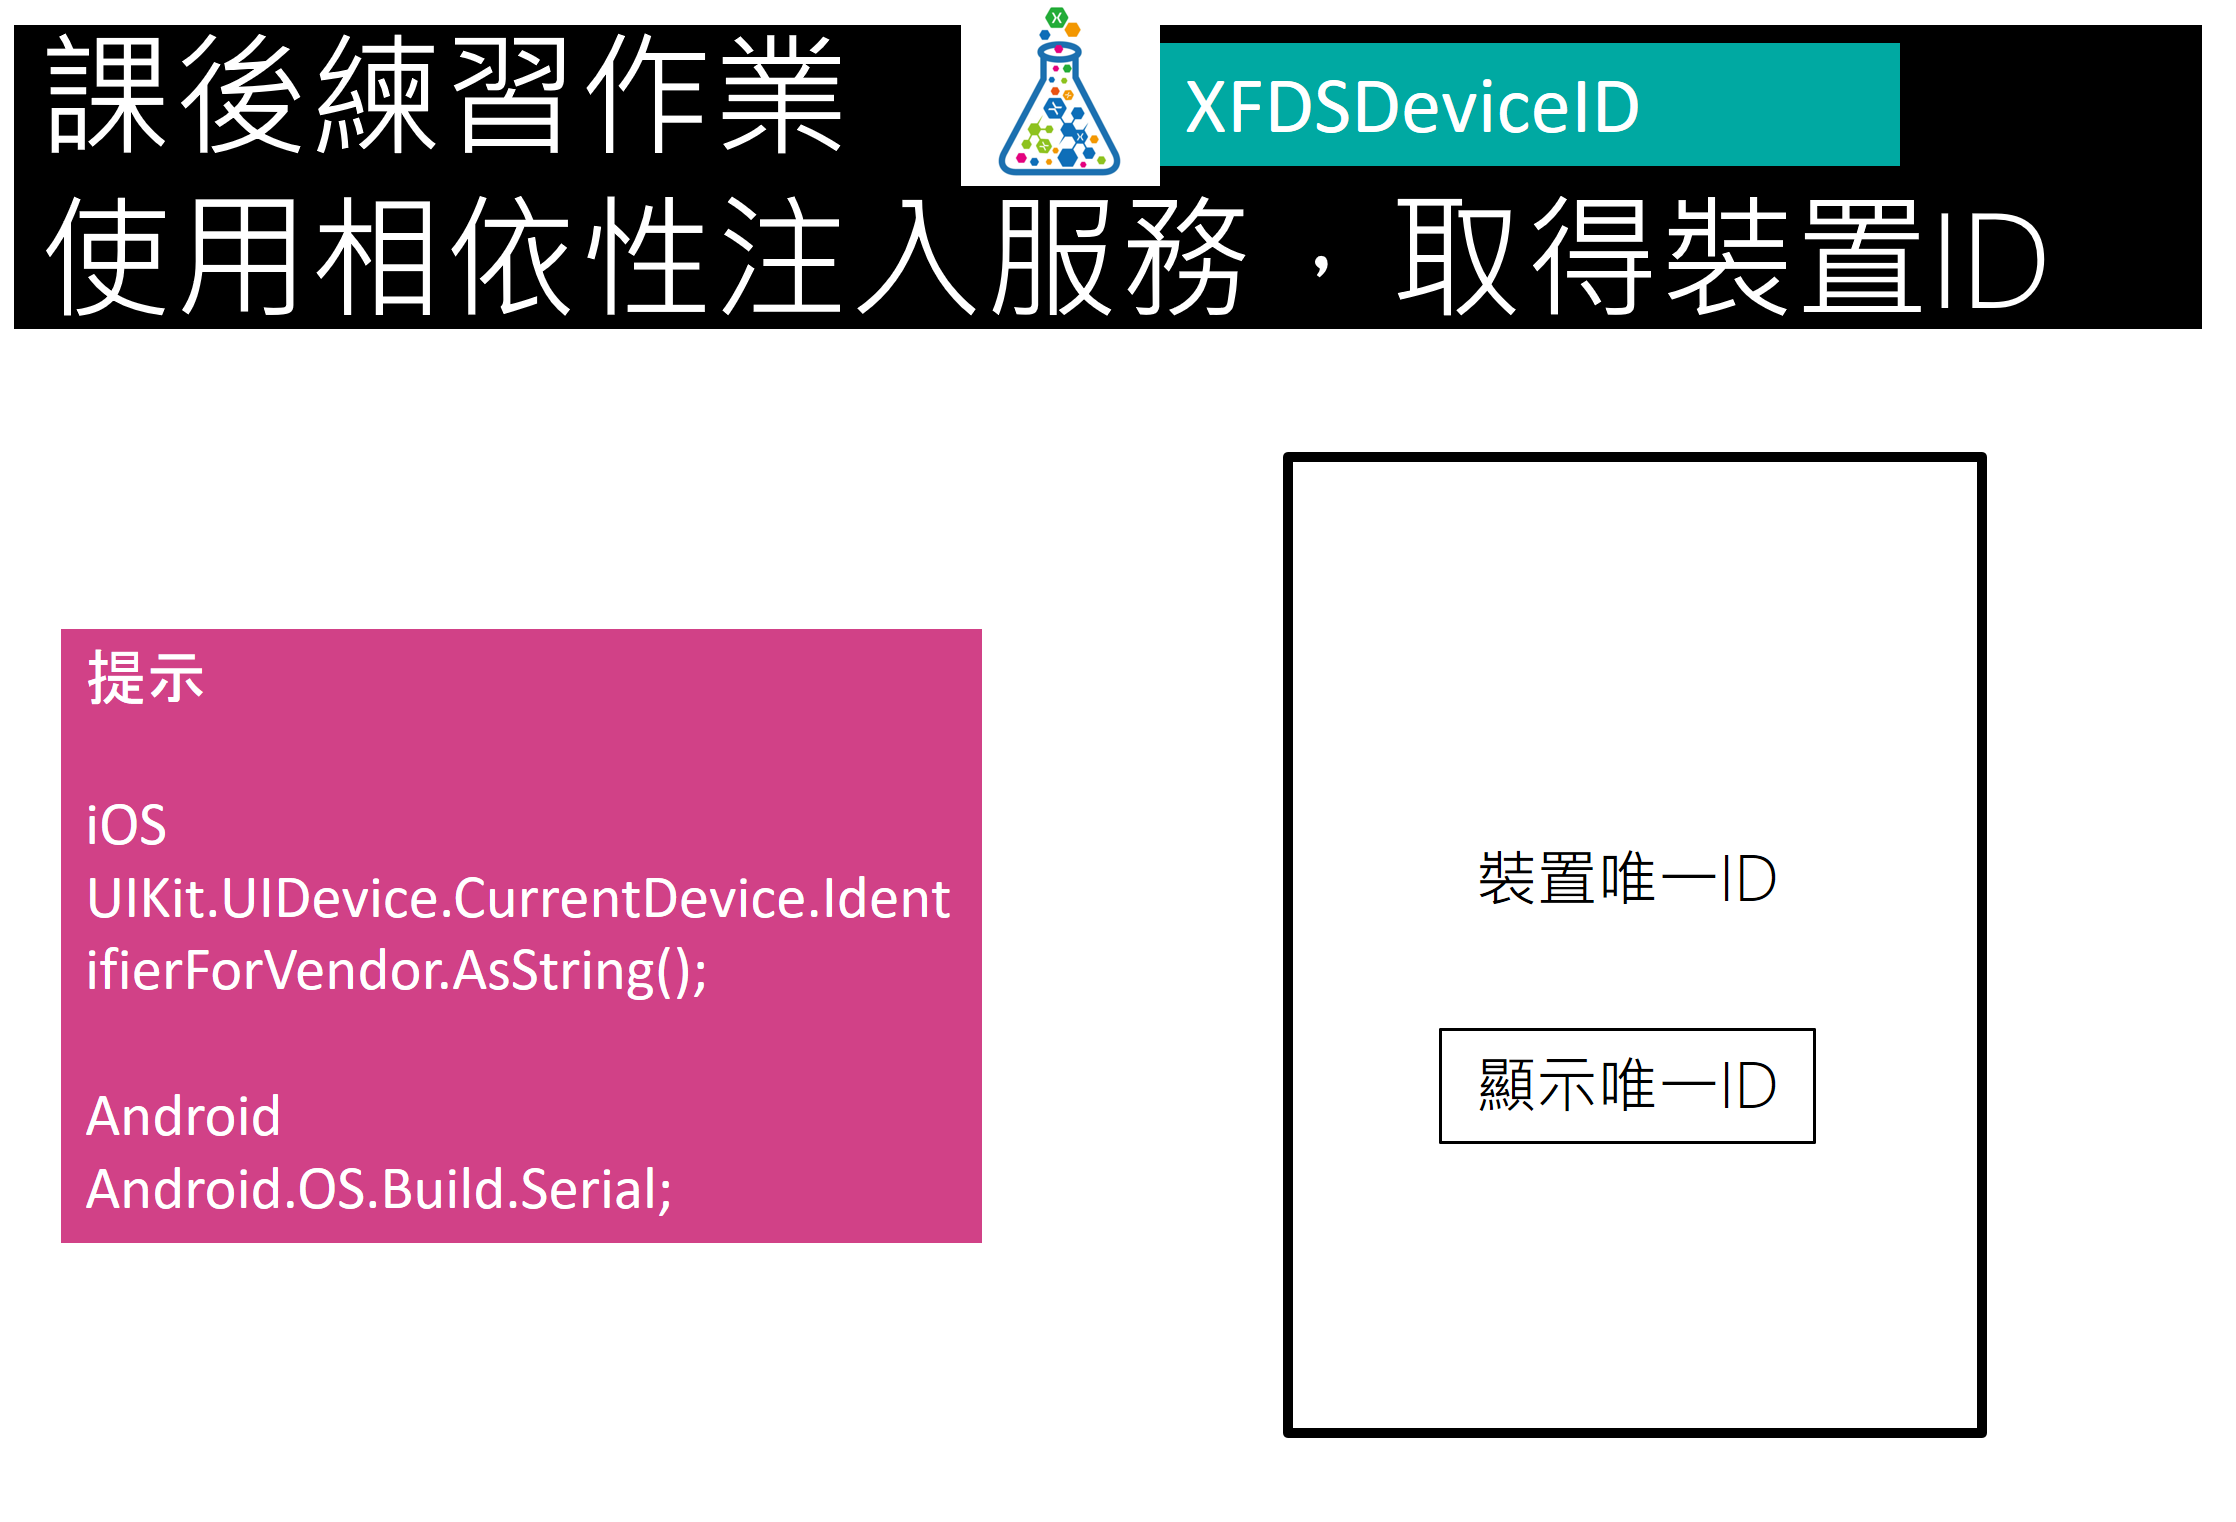 課後練習作業
XFDSDeviceID
使用相依性注入服務，取得裝置ID
提示
iOS
UIKit.UIDevice.CurrentDevice.Ident
ifierForVendor.AsString();
Android
Android.OS.Build.Serial;
裝置唯一ID
顯示唯一ID